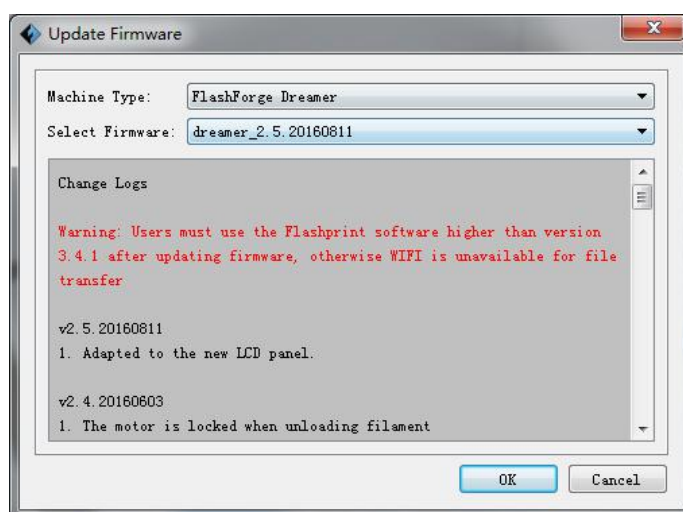 Update Firmware
Machine Type: FlashForge Dreamer
Select Firmware: dreamer_2.5.20160811
Change Logs
Warning: Users must use the Flashprint software higher than version
3.4.1 after updating firmware, otherwise WIFI is unavailable for file
transfer
v2.5.20160811
1. Adapted to the new LCD panel.
v2.4.20160603
1. The motor is locked when unloading filament
OK Cancel